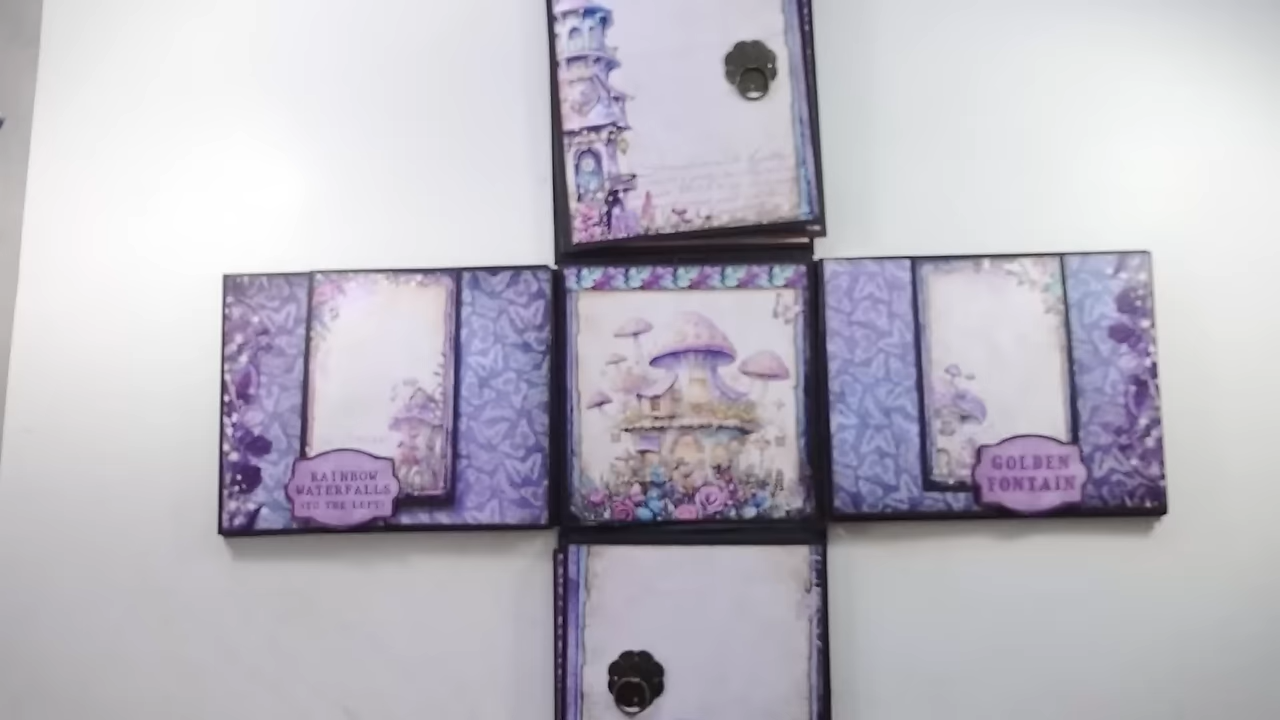 RAINBOW
WATERFALLS
(TO THE LEFT)
GOLDEN
FONTAIN